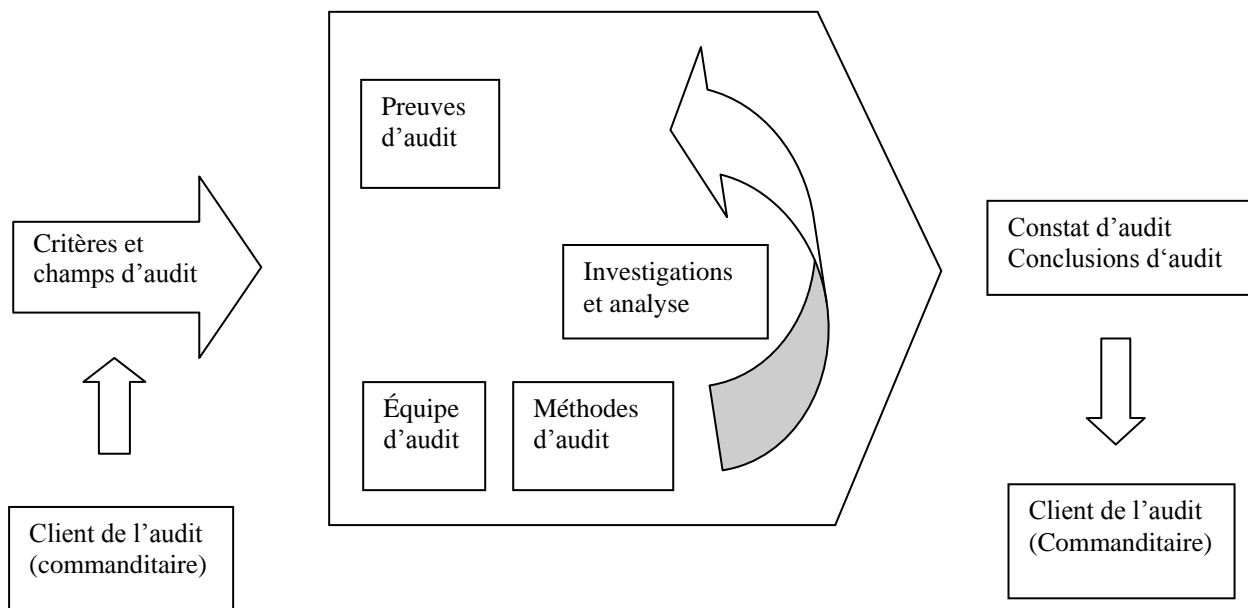 Preuves
d’audit
Critères et
champs d’audit
Investigations
et analyse
Constat d’audit
Conclusions d‘audit
Équipe
d’audit
Méthodes
d’audit
Client de l’audit
(commanditaire)
Client de l’audit
(Commanditaire)